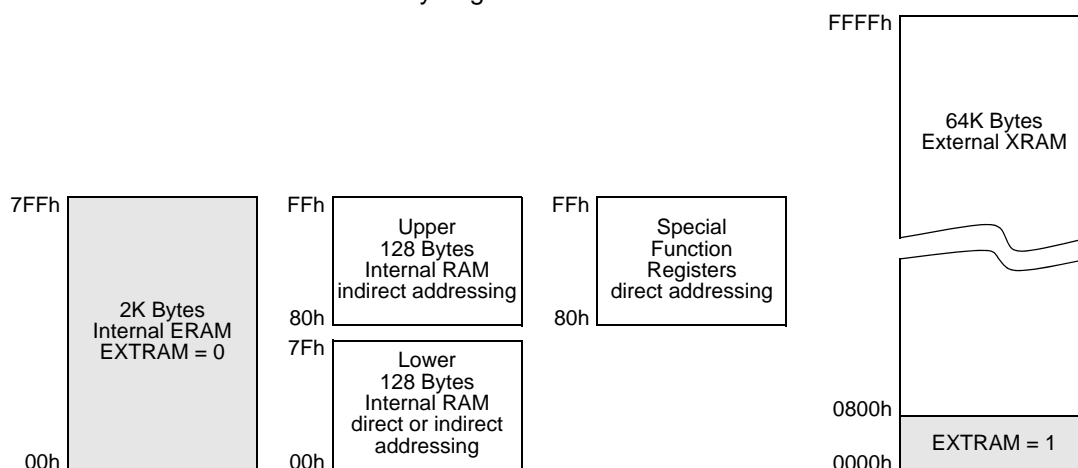 FFFFh
64K Bytes
External XRAM
0800h
EXTRAM = 1
0000h
7FFh
2K Bytes
Internal ERAM
EXTRAM = 0
00h
FFh
Upper
128 Bytes
Internal RAM
indirect addressing
80h
7Fh
Lower
128 Bytes
Internal RAM
direct or indirect
addressing
00h
FFh
Special
Function
Registers
direct addressing
80h